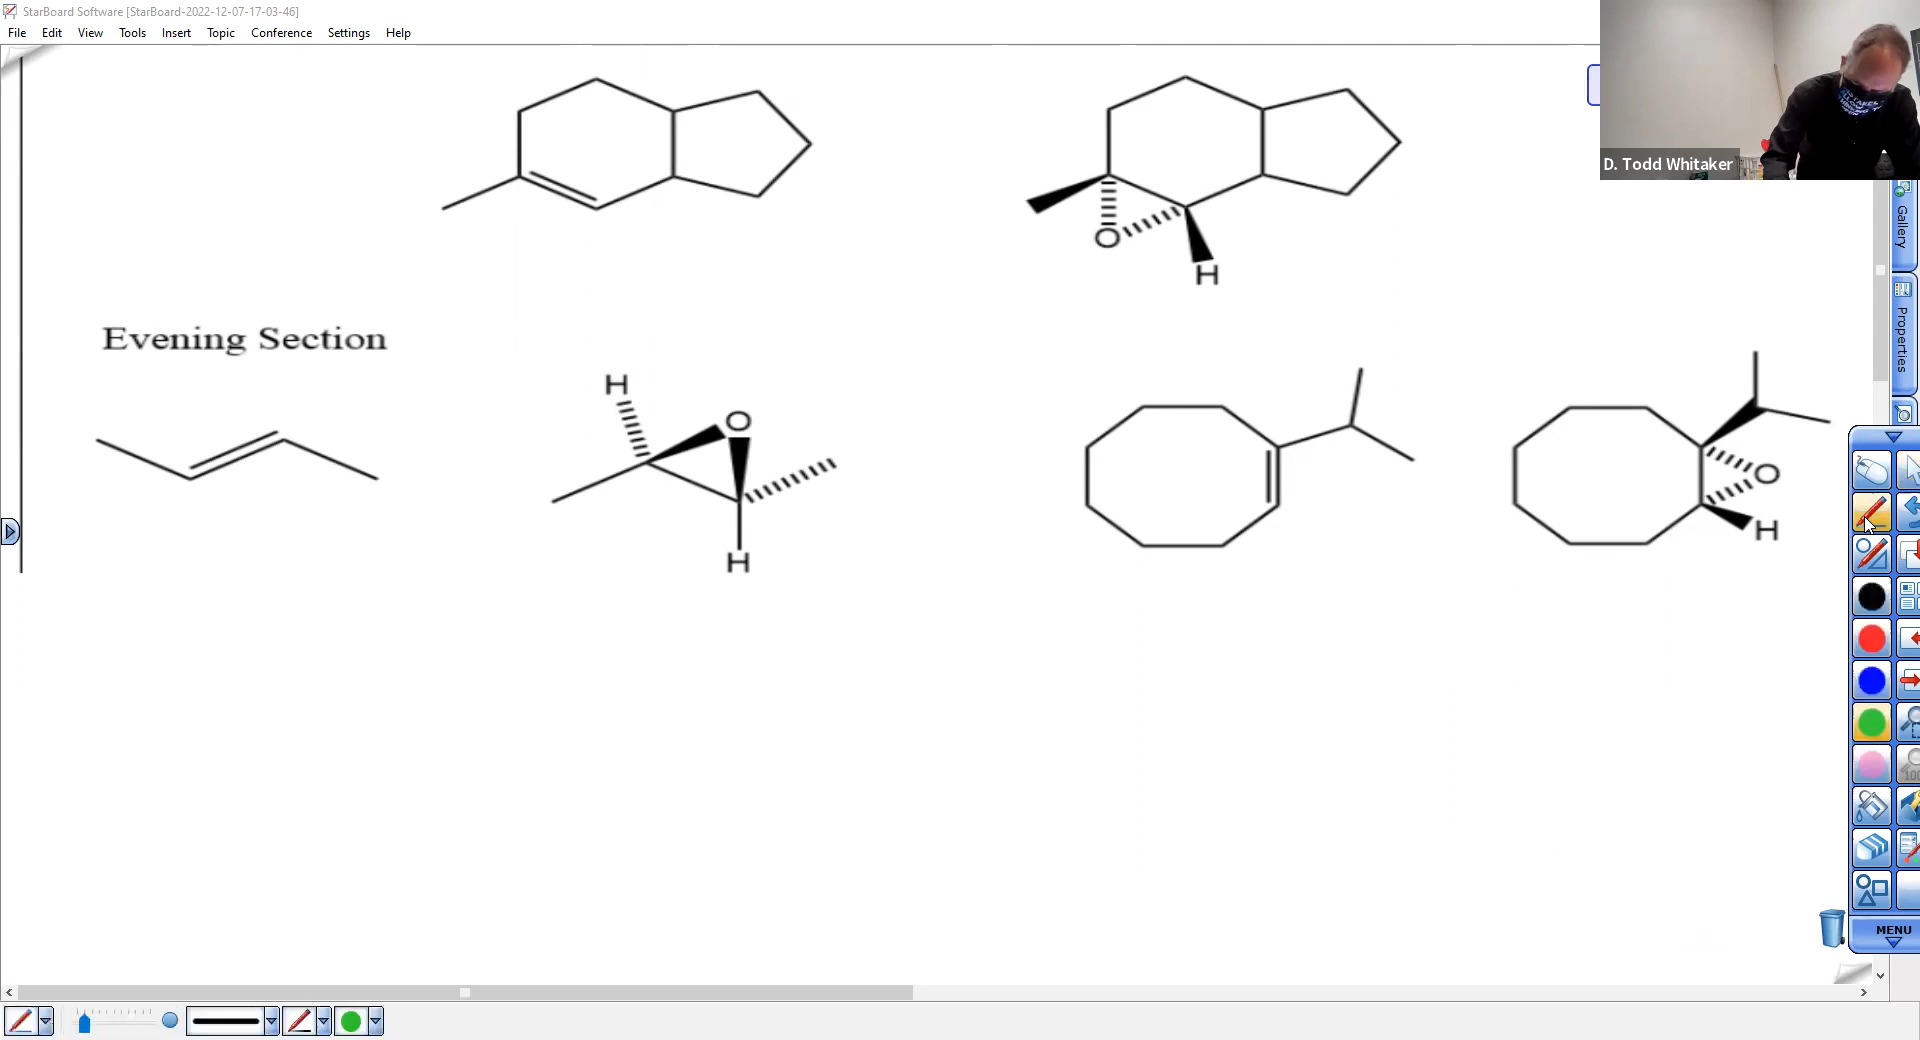 StarBoard Software [StarBoard-2022-12-07-17-03-46]
File Edit View Tools Insert Topic Conference Settings Help
D. Todd Whitaker
Gallery
Properties
O
H
Evening Section
H
O
H
O
H
100
MENU